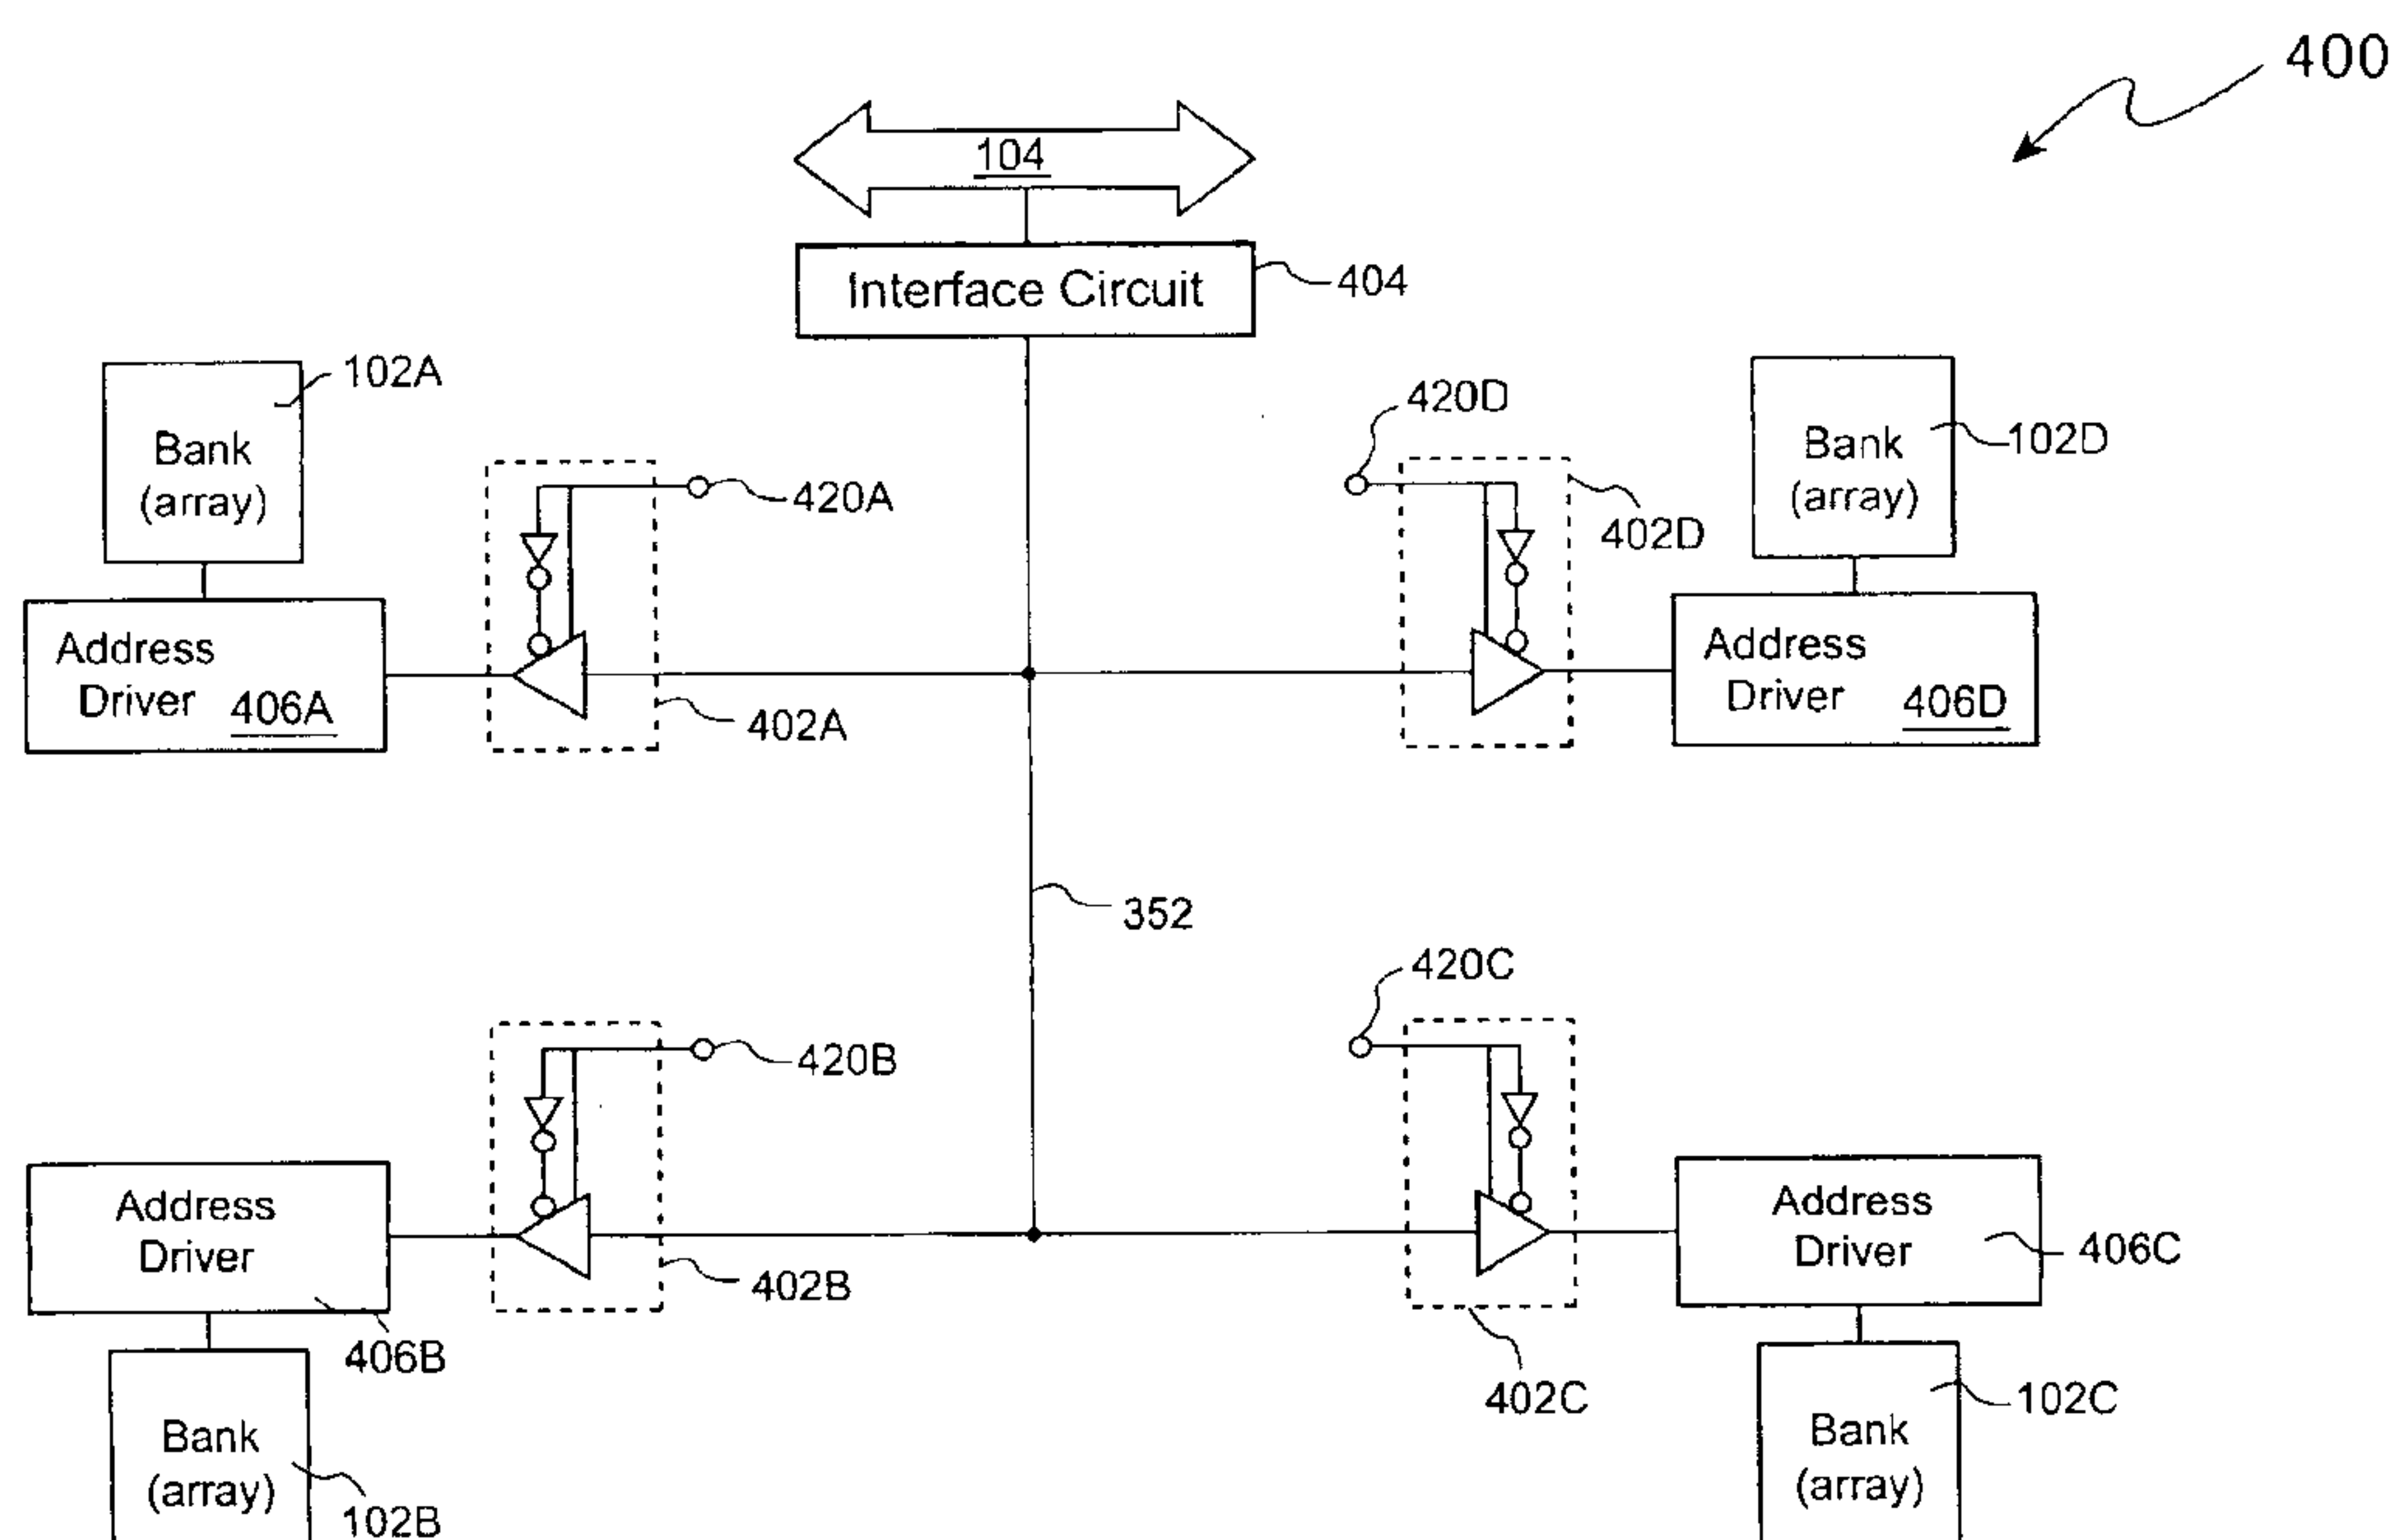 400
104
Interface Circuit
404
102A
Bank
(array)
420A
420D
Bank
(array)
102D
402D
Address
Driver
406A
402A
Address
Driver
406D
352
420B
420C
Address
Driver
406B
402B
Address
Driver
406C
402C
Bank
(array)
102B
102C
Bank
(array)